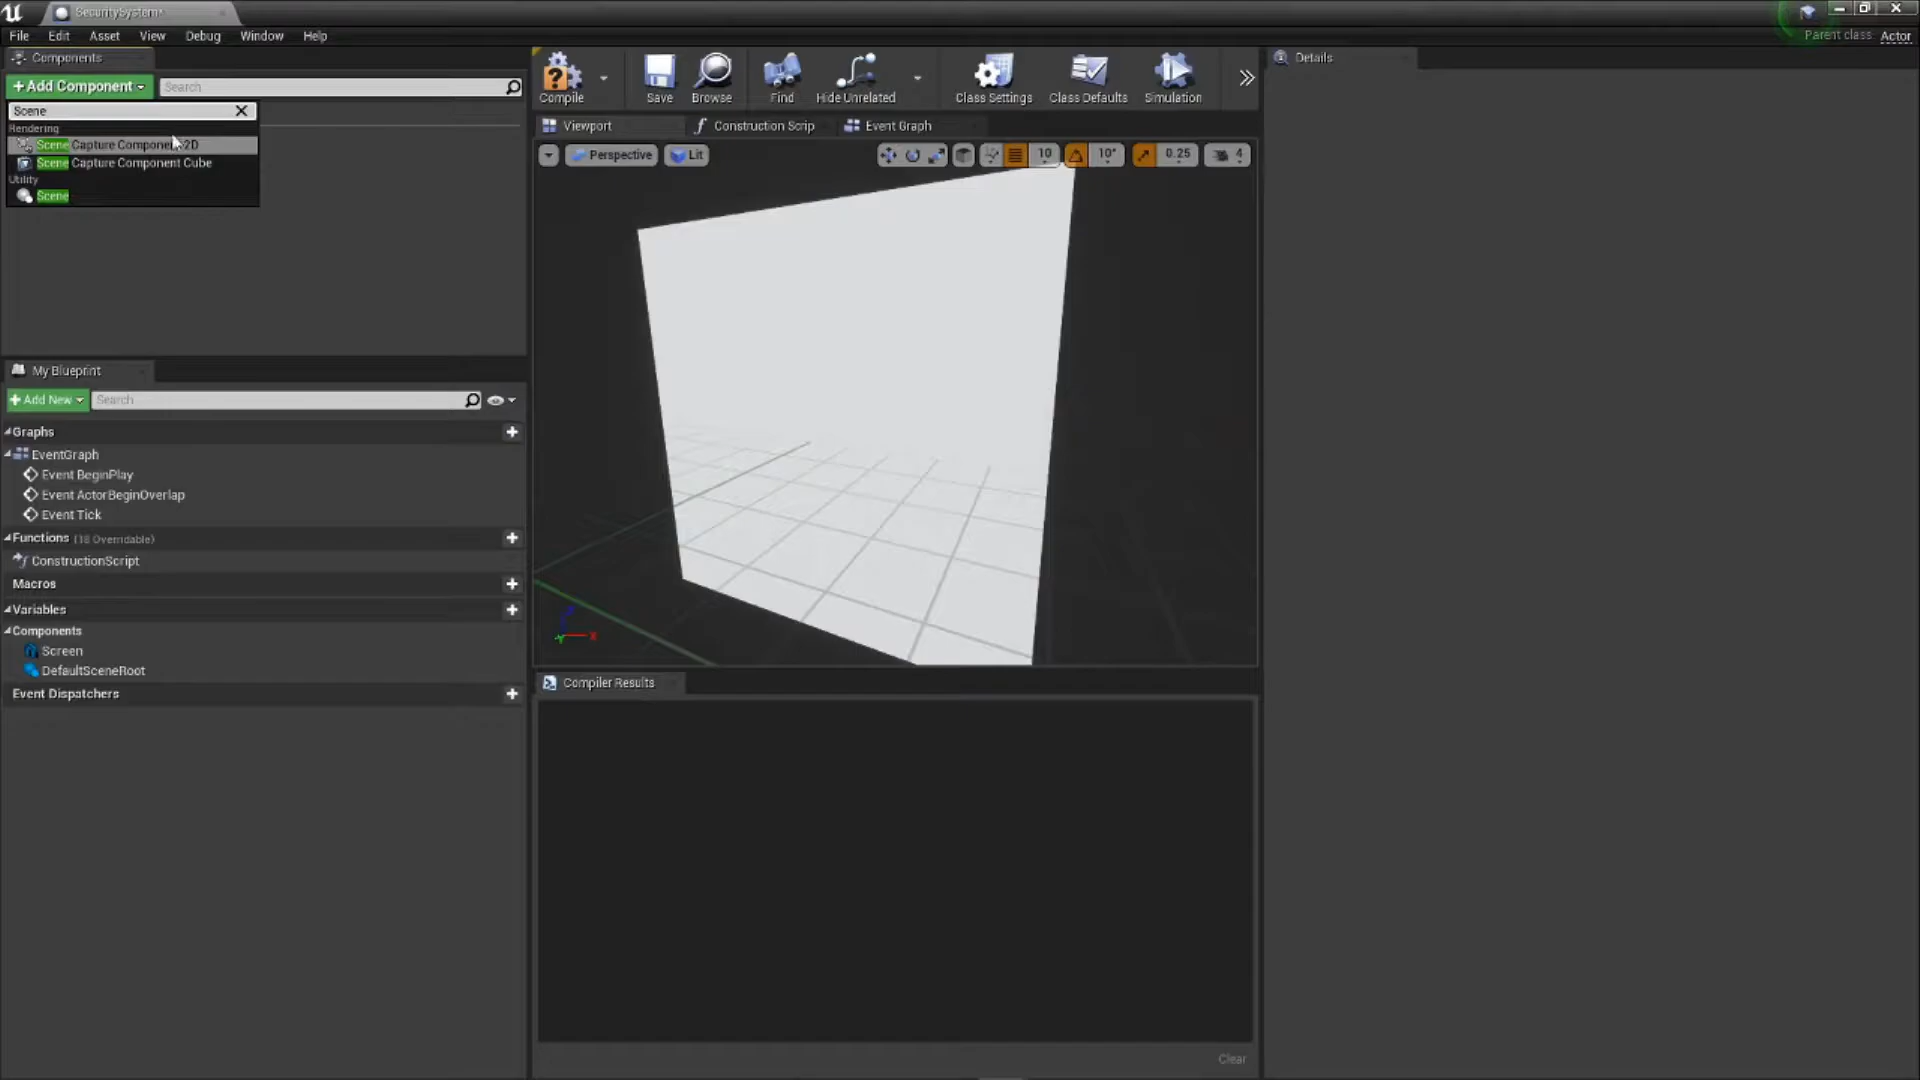 SecuritySystem*
File Edit Asset View Debug Window Help
Parent class Actor
Components
+Add Component Search
Scene
Rendering
Scene Capture Component 2D
Scene Capture Component Cube
Utility
Scene
Compile Save Browse Find Hide Unrelated Class Settings Class Defaults Simulation
Viewport Construction Scrip Event Graph
Perspective Lit 10 10° 0.25 4
Details
My Blueprint
+Add New Search
Graphs
EventGraph
Event BeginPlay
Event ActorBeginOverlap
Event Tick
Functions (18 Overridable)
ConstructionScript
Macros
Variables
Components
Screen
DefaultSceneRoot
Event Dispatchers
X
Compiler Results
Clear